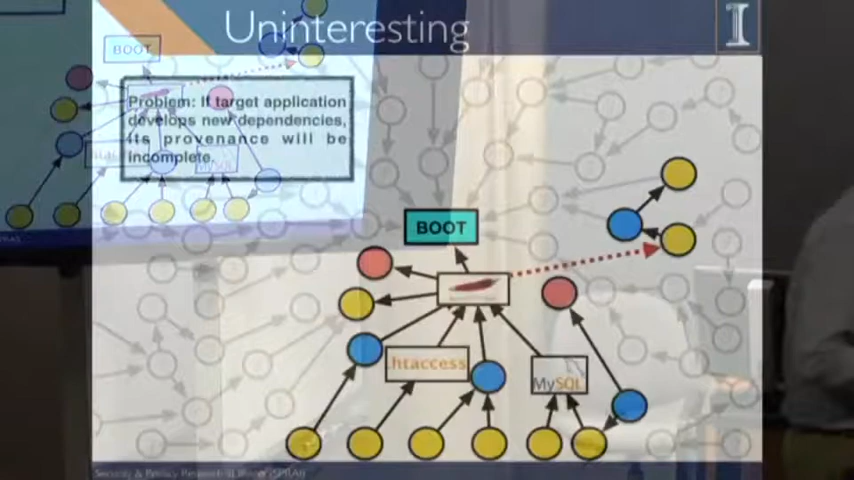 Uninteresting
BOOT
Problem: If target application
develops new dependencies,
its provenance will be
incomplete.
BOOT
.htaccess
MySQL